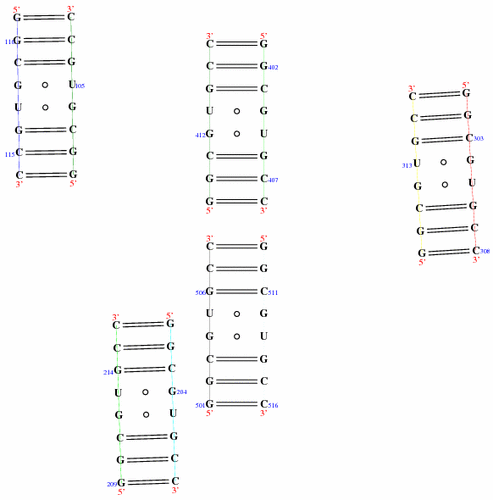 5' 3'
G C
110 G C
C G
G U 105
U G
G C
115 C G
C G
3' 5'
3' 5'
C G
C G 402
G C
U G
412 G U
C G
G C 407
G C
5' 3'
3' 5'
C G
C G
G C 303
313 U G
G U
C G
G C
G C 308
5' 3'
3' 5'
C G
C G
506 G C 511
U G
G U
C G
G C
501 G C 516
5' 3'
3' 5'
C G
C G
214 G C
U G 204
G U
C G
G C
209 G C
5' 3'